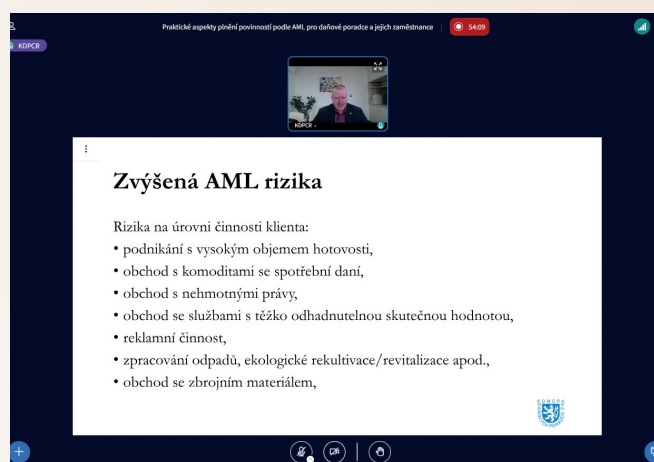 Praktické aspekty plnění povinností podle AML pro daňové poradce a jejich zaměstnance
54:09
KDPCR
KDPCR
Zvýšená AML rizika
Rizika na úrovni činnosti klienta:
• podnikání s vysokým objemem hotovosti,
• obchod s komoditami se spotřební daní,
• obchod s nehmotnými právy,
• obchod se službami s těžko odhadnutelnou skutečnou hodnotou,
• reklamní činnost,
• zpracování odpadů, ekologické rekultivace/revitalizace apod.,
• obchod se zbrojním materiálem,
KOMORA